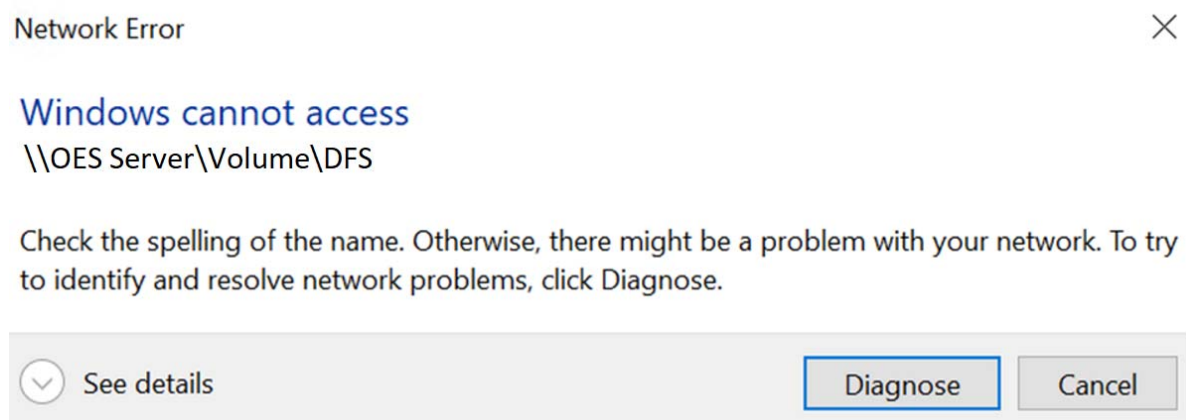 Network Error
Windows cannot access
\\OES Server\Volume\DFS
Check the spelling of the name. Otherwise, there might be a problem with your network. To try
to identify and resolve network problems, click Diagnose.
See details
Diagnose
Cancel